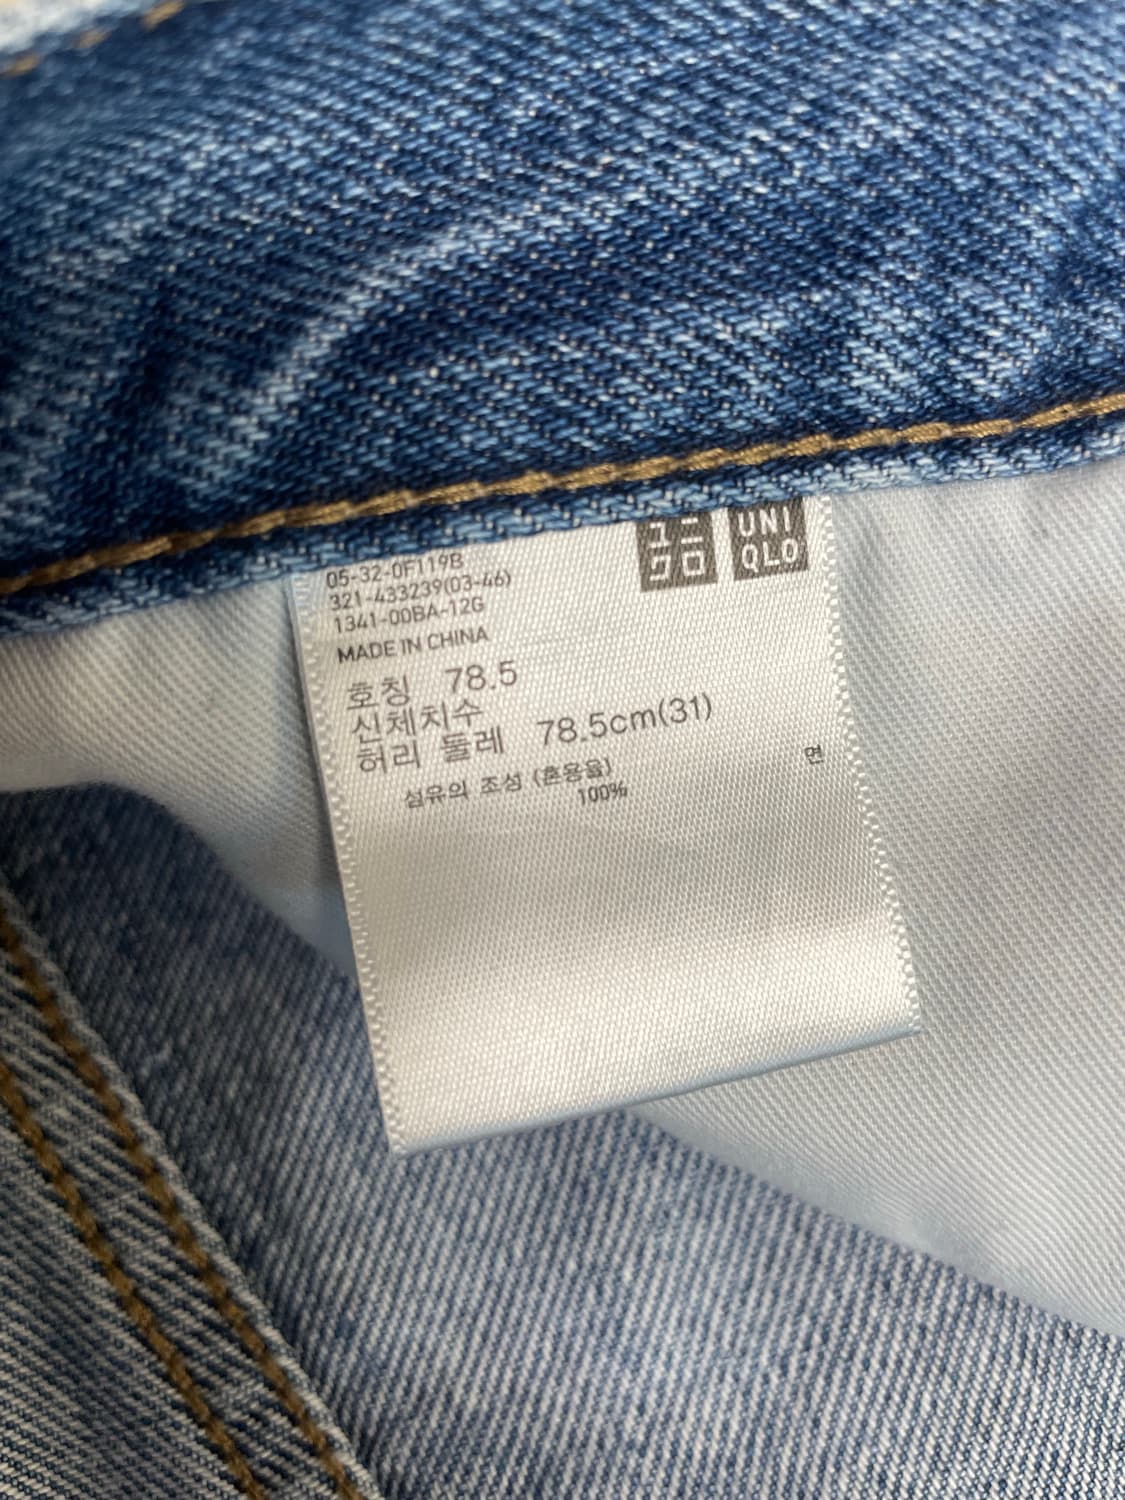 05-32-0F119B
321-433239(03-46)
1341-00BA-12G
MADE IN CHINA
ユニ
クロ
UNI
QLO
호칭 78.5
신체치수
허리 둘레 78.5cm(31)
섬유의 조성 (혼용율)
면
100%